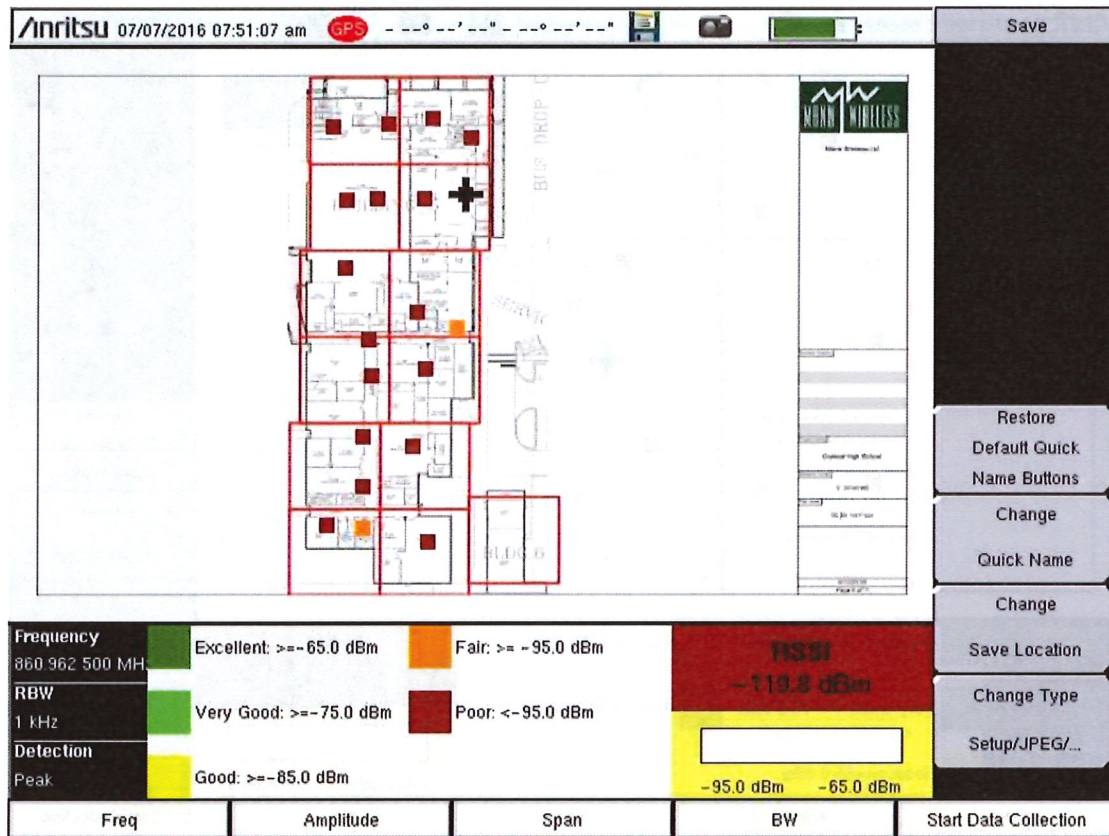 Anritsu 07/07/2016 07:51:07 am GPS --- --° --' --" --- --° --' --"
Save
MANN WIRELESS
BUS DROP
SERVIC
BLDG 6
Restore
Default Quick
Name Buttons
Change
Quick Name
Change
Save Location
Change Type
Setup/JPEG/...
Frequency
860.962 500 MH
RBW
1 kHz
Detection
Peak
Excellent: >=-65.0 dBm
Very Good: >=-75.0 dBm
Good: >=-85.0 dBm
Fair: >= -95.0 dBm
Poor: <-95.0 dBm
RSSI
-119.8 dBm
-95.0 dBm -65.0 dBm
Freq Amplitude Span BW Start Data Collection